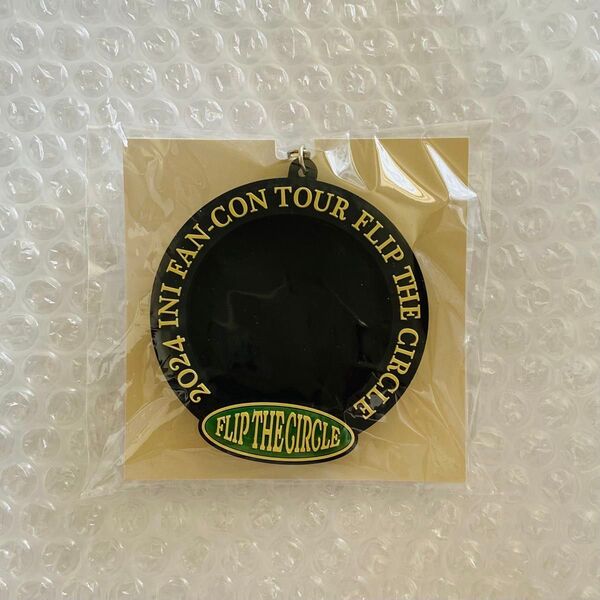 2024 INI FAN-CON TOUR FLIP THE CIRCLE
FLIP THE CIRCLE